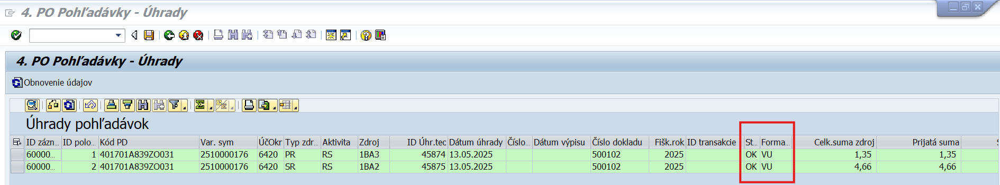 4. PO Pohľadávky - Úhrady
4. PO Pohľadávky - Úhrady
Obnovenie údajov
Úhrady pohľadávok
ID zázn... ID polo... Kód PD Var. sym ÚčOkr Typ zdr... Aktivita Zdroj ID Úhr.tec Dátum úhrady Číslo... Dátum výpisu Číslo dokladu Fišk.rok ID transakcie St... Forma... Celk.suma zdroj Prijatá suma
60000... 1 401701A839ZO031 2510000176 6420 PR RS 1BA3 45874 13.05.2025 500102 2025 OK VU 1,35 1,35
60000... 2 401701A839ZO031 2510000176 6420 SR RS 1BA2 45875 13.05.2025 500102 2025 OK VU 4,66 4,66